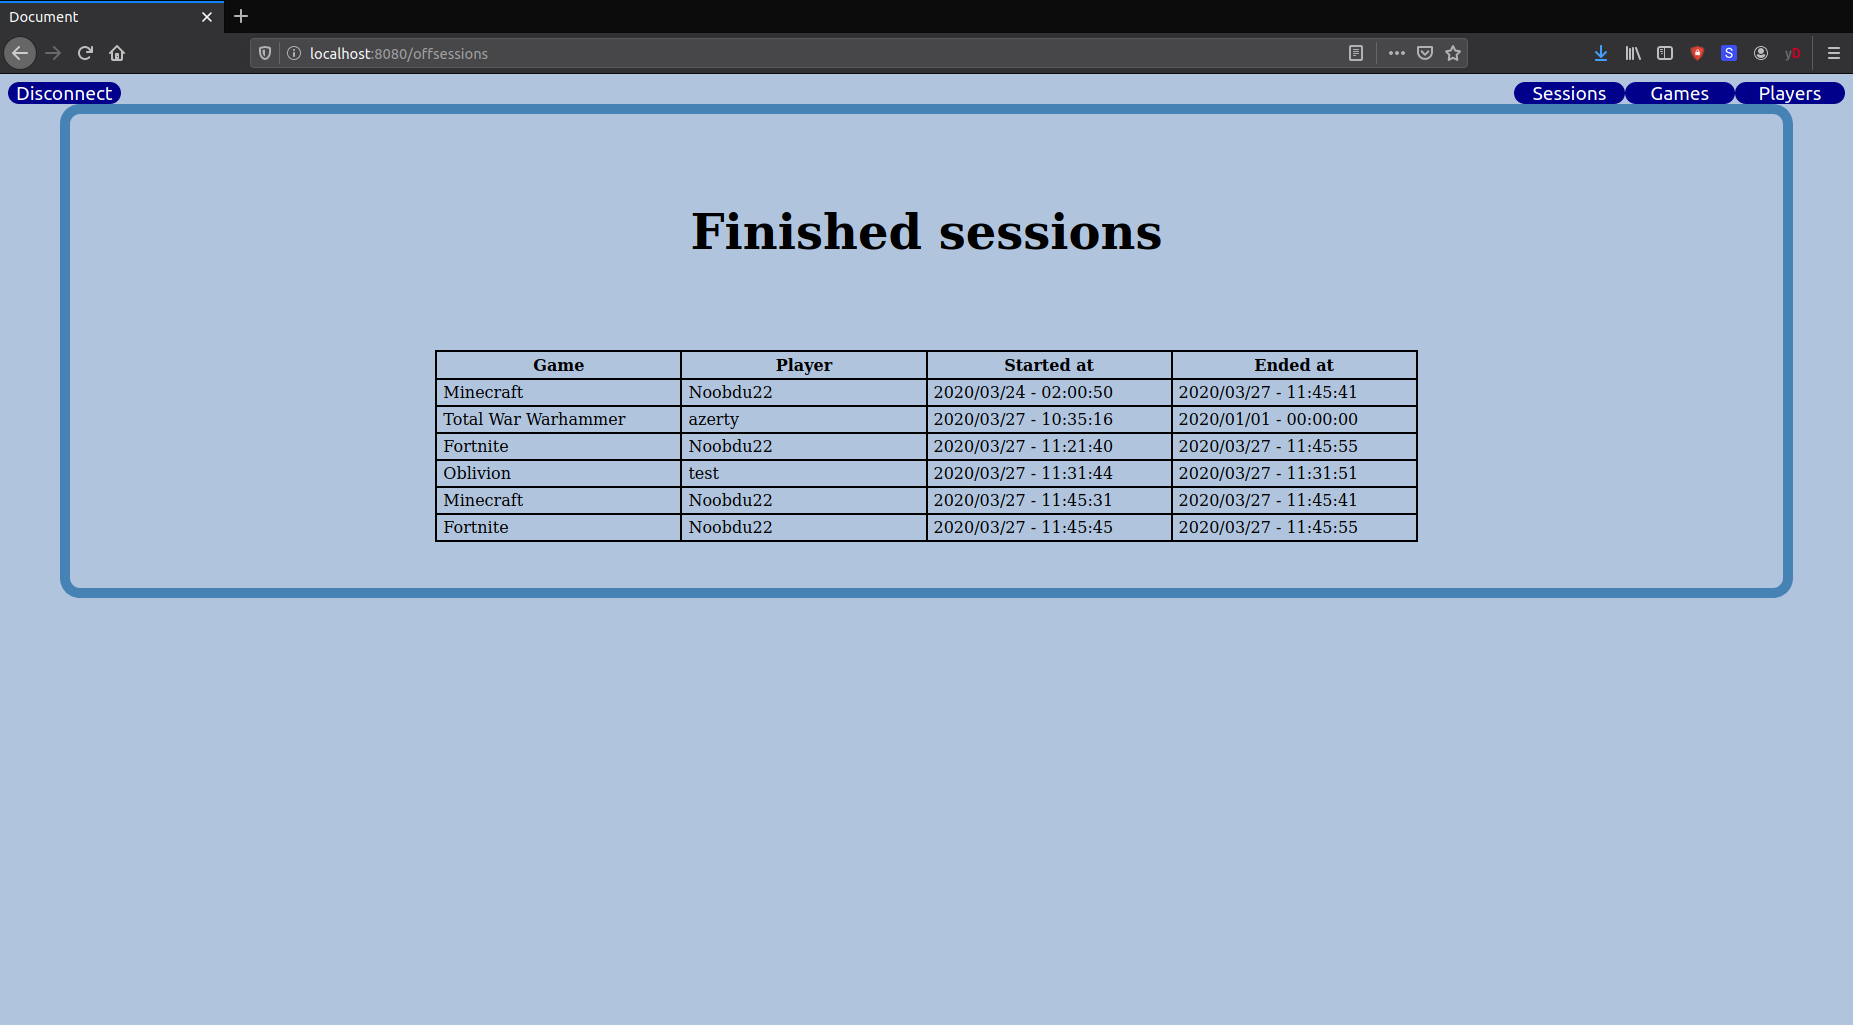 Document
localhost:8080/offsessions
S
yD
Disconnect Sessions Games Players
Finished sessions
Game Player Started at Ended at
Minecraft Noobdu22 2020/03/24 - 02:00:50 2020/03/27 - 11:45:41
Total War Warhammer azerty 2020/03/27 - 10:35:16 2020/01/01 - 00:00:00
Fortnite Noobdu22 2020/03/27 - 11:21:40 2020/03/27 - 11:45:55
Oblivion test 2020/03/27 - 11:31:44 2020/03/27 - 11:31:51
Minecraft Noobdu22 2020/03/27 - 11:45:31 2020/03/27 - 11:45:41
Fortnite Noobdu22 2020/03/27 - 11:45:45 2020/03/27 - 11:45:55